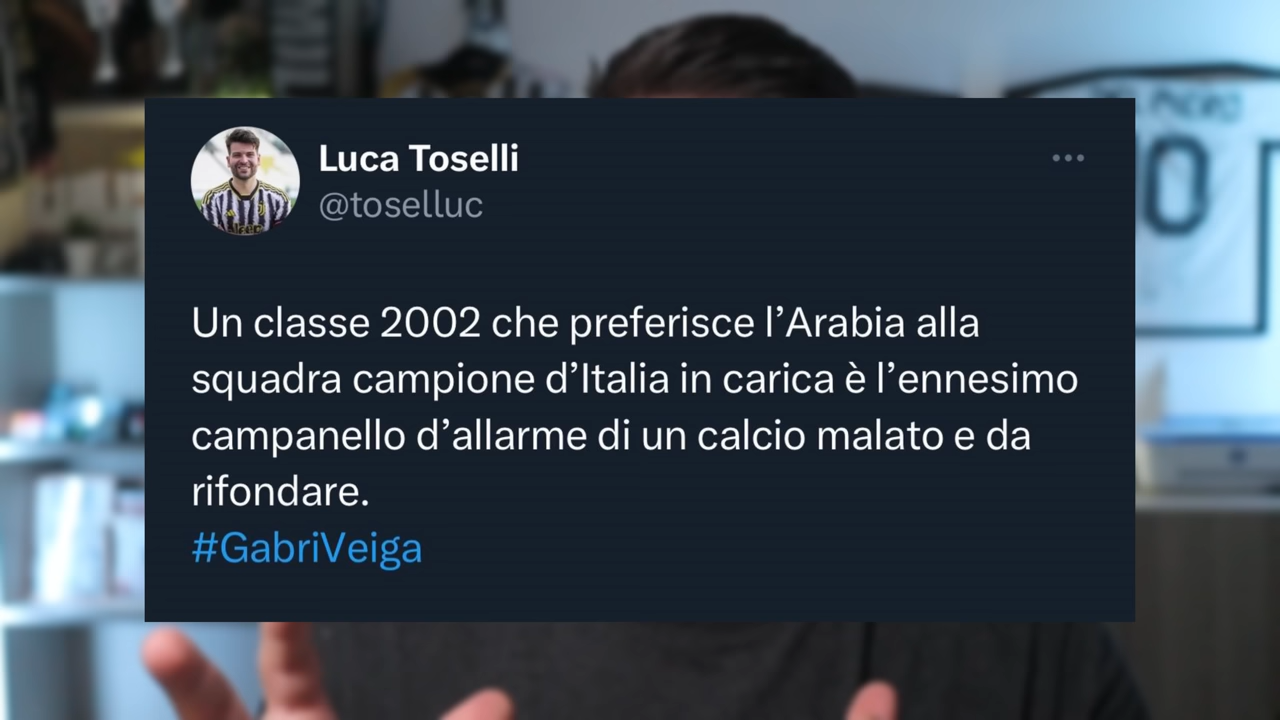 Luca Toselli
@toselluc
Un classe 2002 che preferisce l’Arabia alla
squadra campione d’Italia in carica è l’ennesimo
campanello d’allarme di un calcio malato e da
rifondare.
#GabriVeiga